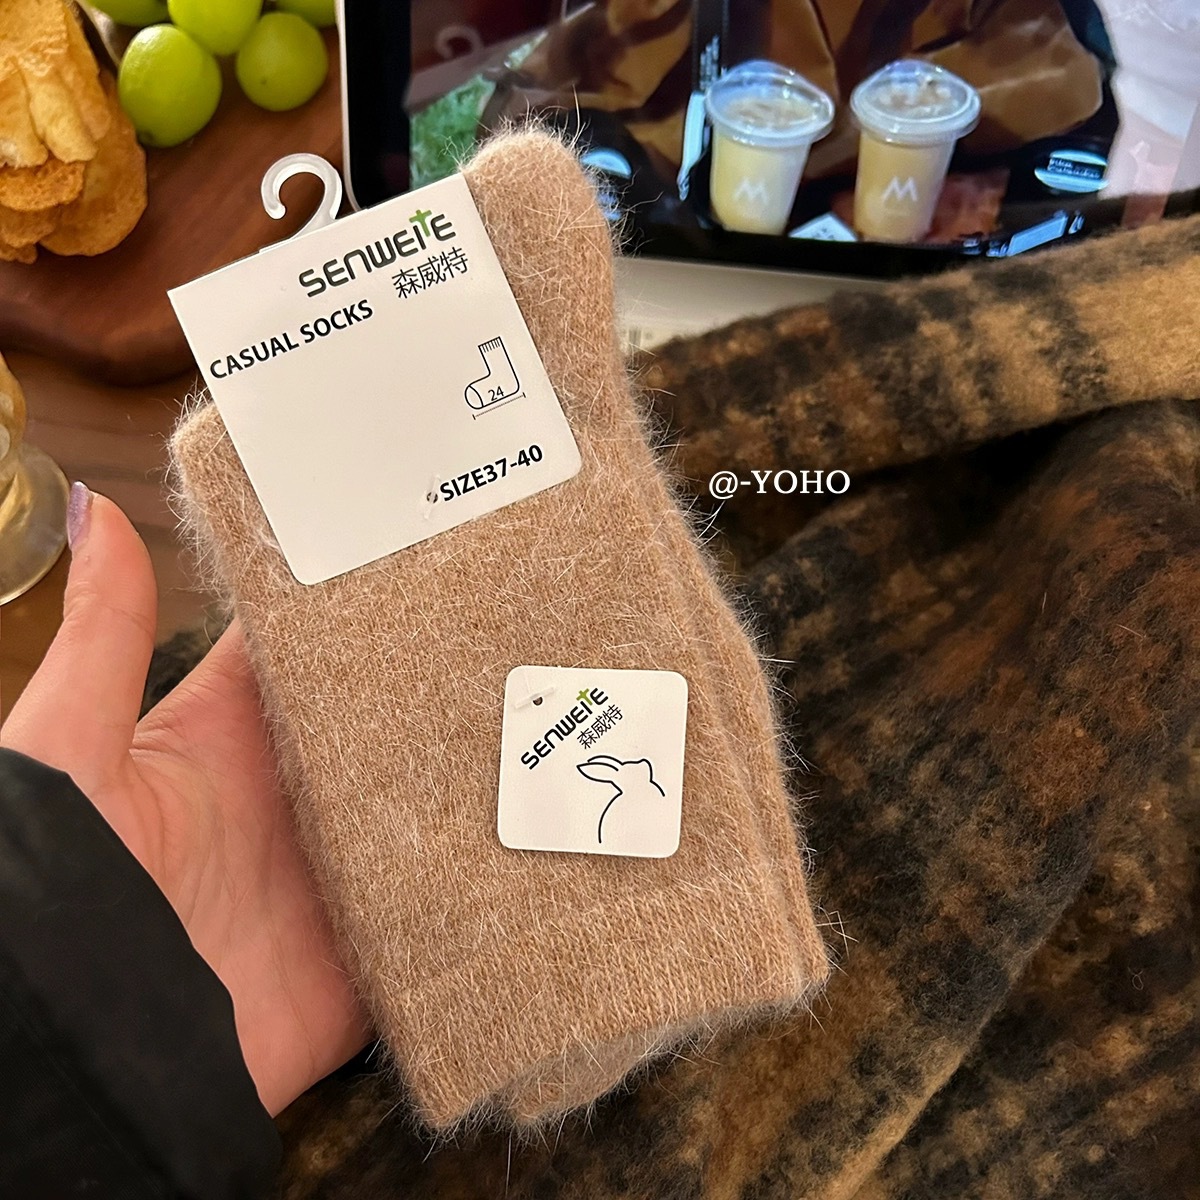 SENWEITE
森威特
CASUAL SOCKS
24
SIZE37-40
@-YOHO
SENWEITE
森威特